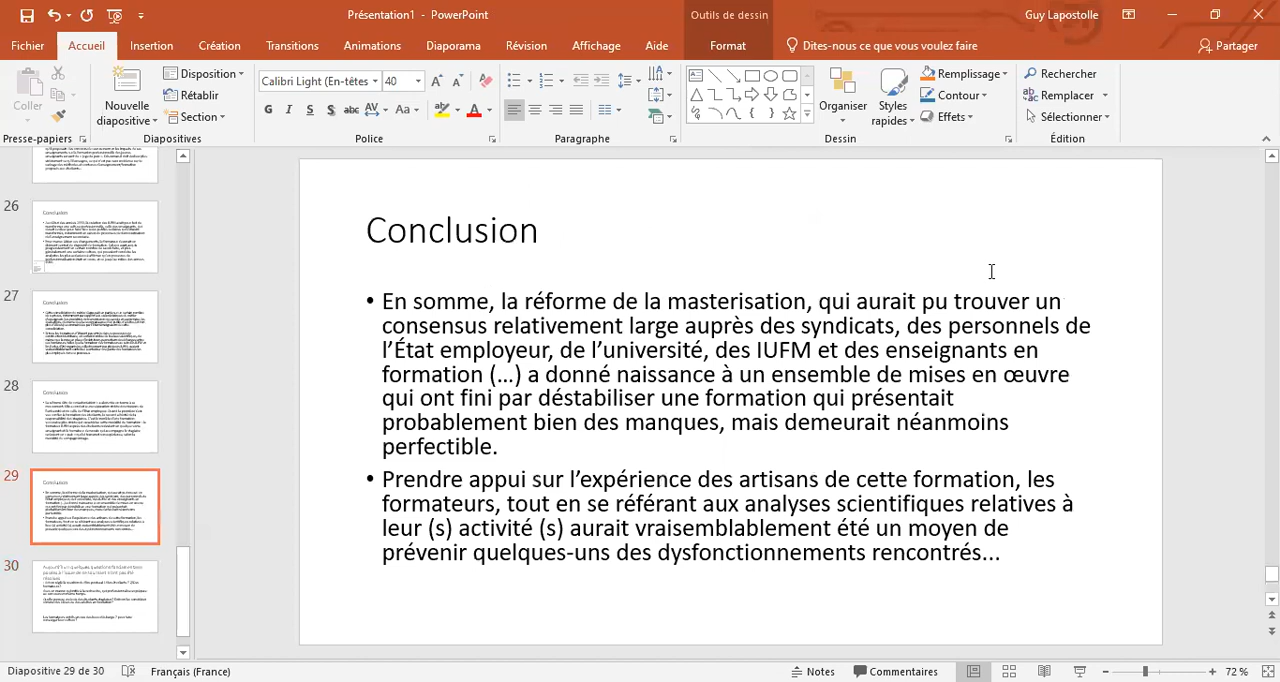 Présentation1 - PowerPoint
Outils de dessin
Guy Lapostolle
Fichier
Accueil
Insertion
Création
Transitions
Animations
Diaporama
Révision
Affichage
Aide
Format
Dites-nous ce que vous voulez faire
Partager
Coller
Nouvelle
diapositive
Disposition
Rétablir
Section
Calibri Light (En-têtes
40
G I S S abc AV Aa A
Organiser
Styles
rapides
Remplissage
Contour
Effets
Rechercher
Remplacer
Sélectionner
Presse-papiers
Diapositives
Police
Paragraphe
Dessin
Édition
26
Conclusion
27
Conclusion
28
Conclusion
29
Conclusion
30
Conclusion
• En somme, la réforme de la masterisation, qui aurait pu trouver un
consensus relativement large auprès des syndicats, des personnels de
l’État employeur, de l’université, des IUFM et des enseignants en
formation (…) a donné naissance à un ensemble de mises en œuvre
qui ont fini par déstabiliser une formation qui présentait
probablement bien des manques, mais demeurait néanmoins
perfectible.
• Prendre appui sur l’expérience des artisans de cette formation, les
formateurs, tout en se référant aux analyses scientifiques relatives à
leur (s) activité (s) aurait vraisemblablement été un moyen de
prévenir quelques-uns des dysfonctionnements rencontrés...
Diapositive 29 de 30
Français (France)
Notes
Commentaires
72 %